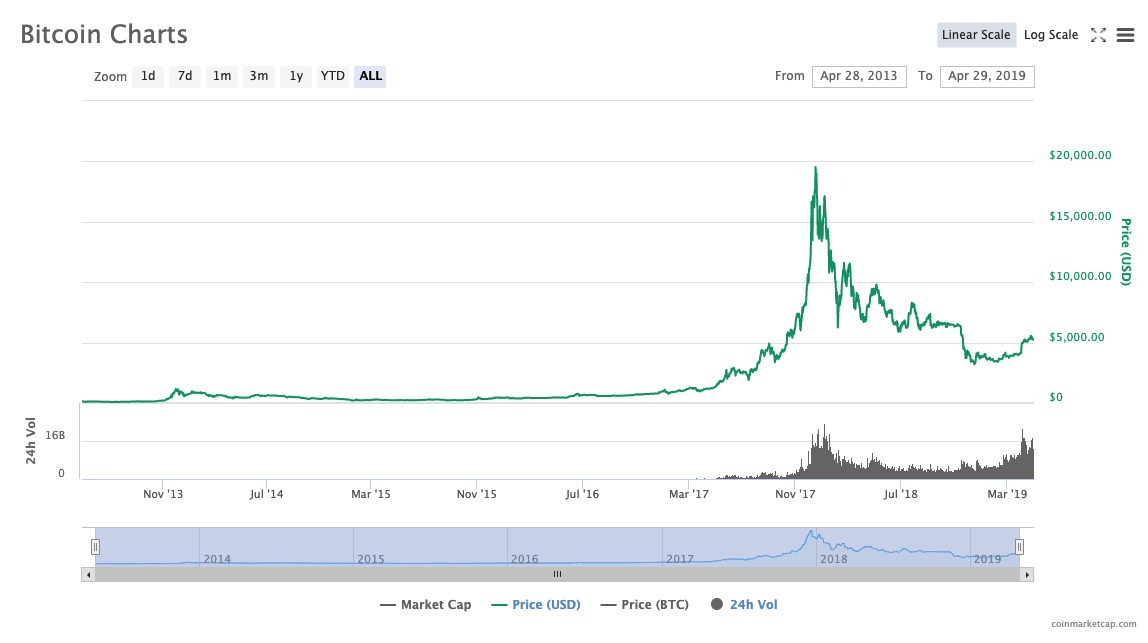 Bitcoin Charts
Linear Scale Log Scale
Zoom 1d 7d 1m 3m 1y YTD ALL
From Apr 28, 2013 To Apr 29, 2019
$20,000.00
$15,000.00
$10,000.00
$5,000.00
$0
Price (USD)
24h Vol
16B
0
Nov '13 Jul '14 Mar '15 Nov '15 Jul '16 Mar '17 Nov '17 Jul '18 Mar '19
2014 2015 2016 2017 2018 2019
Market Cap Price (USD) Price (BTC) 24h Vol
coinmarketcap.com